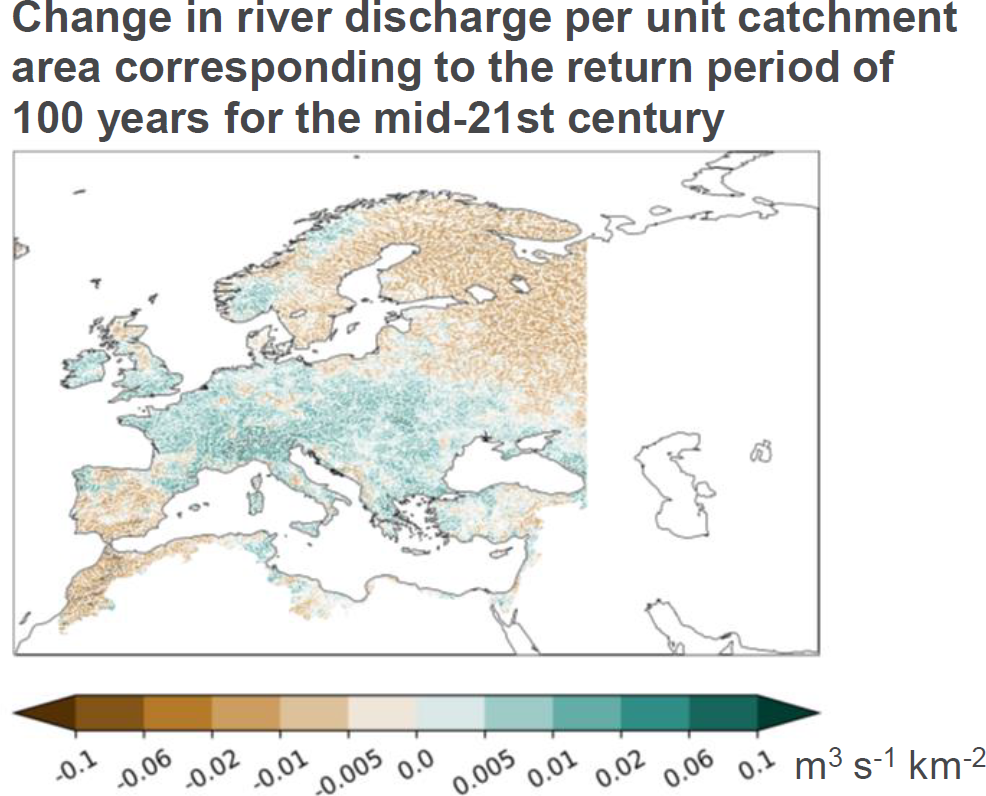 Change in river discharge per unit catchment
area corresponding to the return period of
100 years for the mid-21st century
-0.1 -0.06 -0.02 -0.01 -0.005 0.0 0.005 0.01 0.02 0.06 0.1 m³ s⁻¹ km⁻²